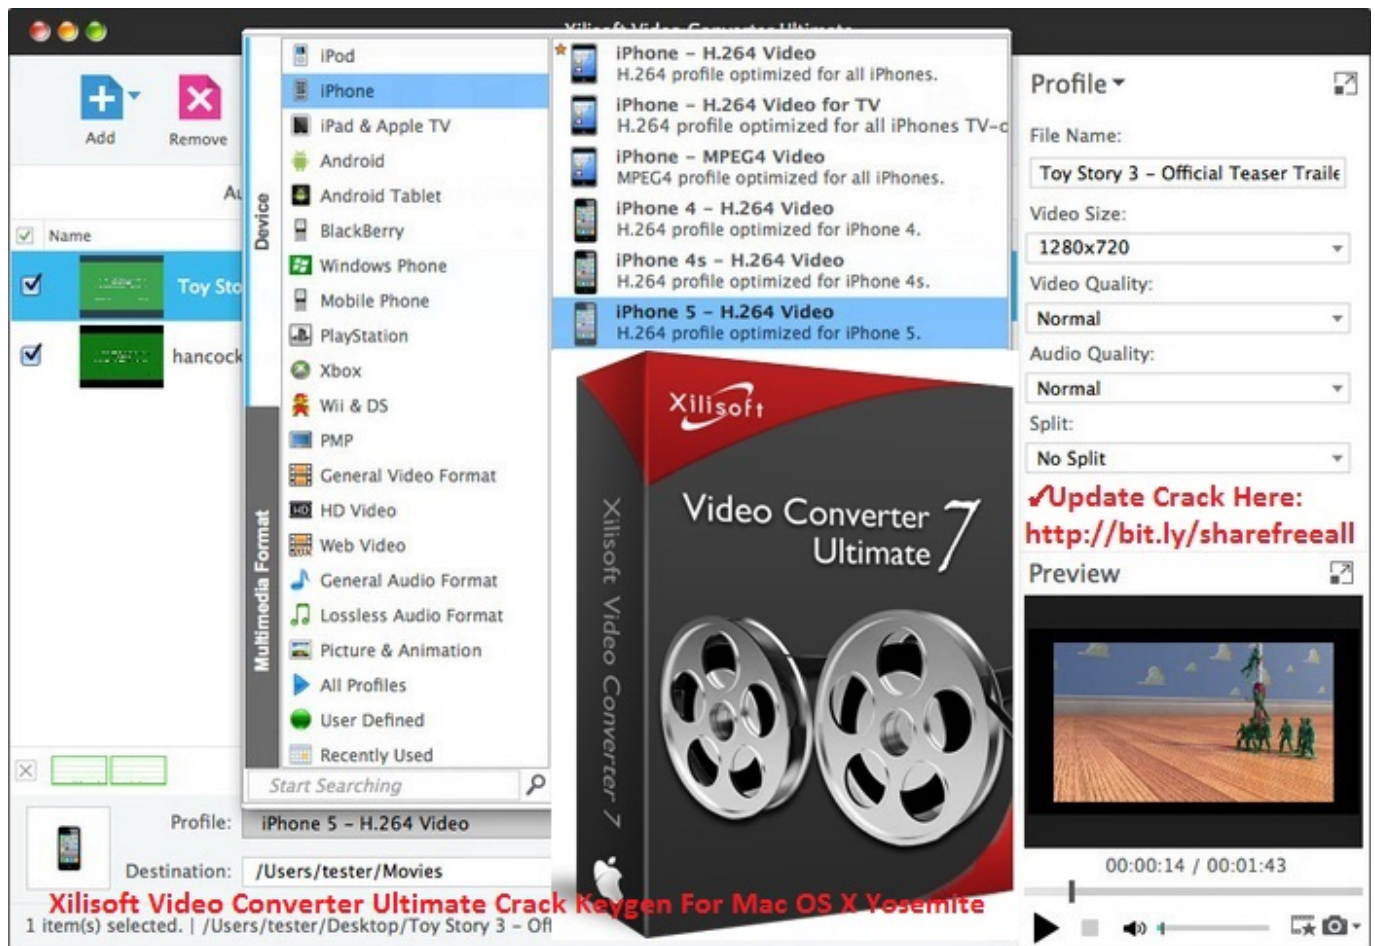 Xilisoft Video Converter Ultimate
Add
Remove
Name
Toy Sto
hancock
Device
Multimedia Format
iPod
iPhone
iPad & Apple TV
Android
Android Tablet
BlackBerry
Windows Phone
Mobile Phone
PlayStation
Xbox
Wii & DS
PMP
General Video Format
HD Video
Web Video
General Audio Format
Lossless Audio Format
Picture & Animation
All Profiles
User Defined
Recently Used
Start Searching
iPhone – H.264 Video
H.264 profile optimized for all iPhones.
iPhone – H.264 Video for TV
H.264 profile optimized for all iPhones TV-o
iPhone – MPEG4 Video
MPEG4 profile optimized for all iPhones.
iPhone 4 – H.264 Video
H.264 profile optimized for iPhone 4.
iPhone 4s – H.264 Video
H.264 profile optimized for iPhone 4s.
iPhone 5 – H.264 Video
H.264 profile optimized for iPhone 5.
Xilisoft
Video Converter 7
Ultimate
Xilisoft Video Converter 7
Profile
File Name:
Toy Story 3 – Official Teaser Traile
Video Size:
1280x720
Video Quality:
Normal
Audio Quality:
Normal
Split:
No Split
✔Update Crack Here:
http://bit.ly/sharefreeall
Preview
00:00:14 / 00:01:43
Profile:
iPhone 5 – H.264 Video
Destination:
/Users/tester/Movies
Xilisoft Video Converter Ultimate Crack Keygen For Mac OS X Yosemite
1 item(s) selected. | /Users/tester/Desktop/Toy Story 3 – Off